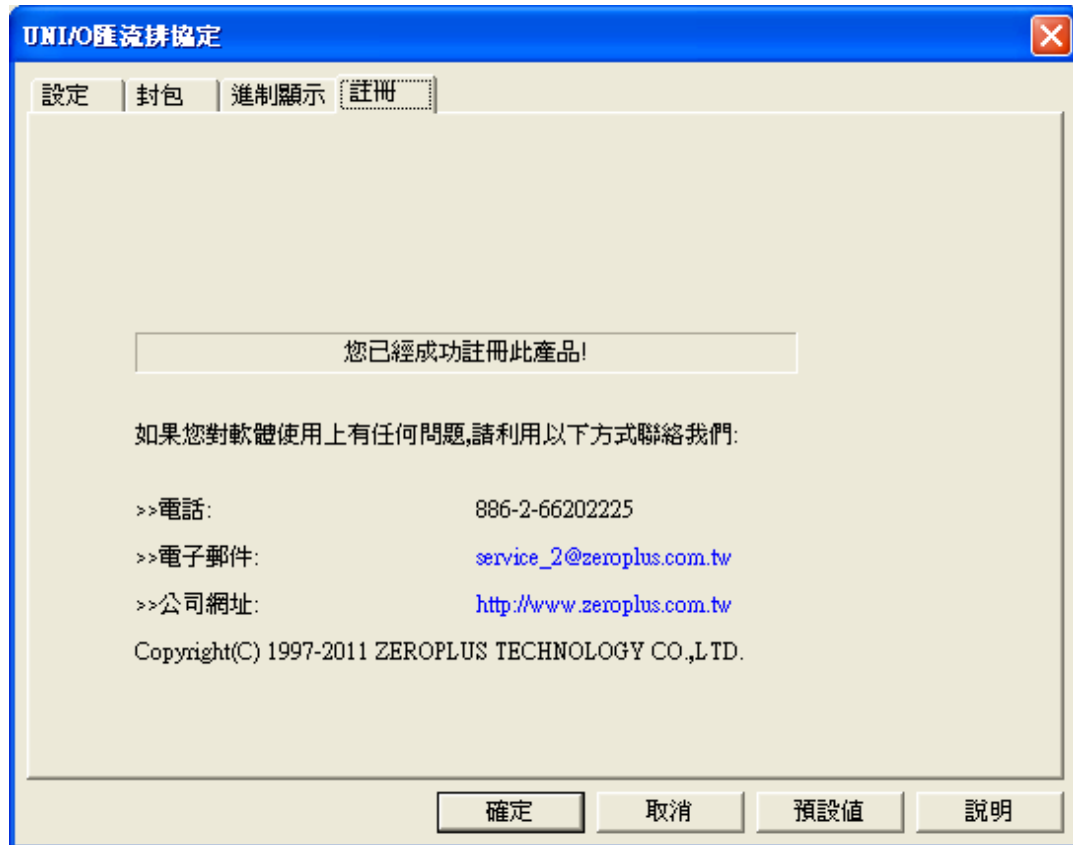 UNI/O匯流排協定
設定 封包 進制顯示 註冊
您已經成功註冊此產品!
如果您對軟體使用上有任何問題,請利用以下方式聯絡我們:
>>電話: 886-2-66202225
>>電子郵件: service_2@zeroplus.com.tw
>>公司網址: http://www.zeroplus.com.tw
Copyright(C) 1997-2011 ZEROPLUS TECHNOLOGY CO.,LTD.
確定 取消 預設值 說明